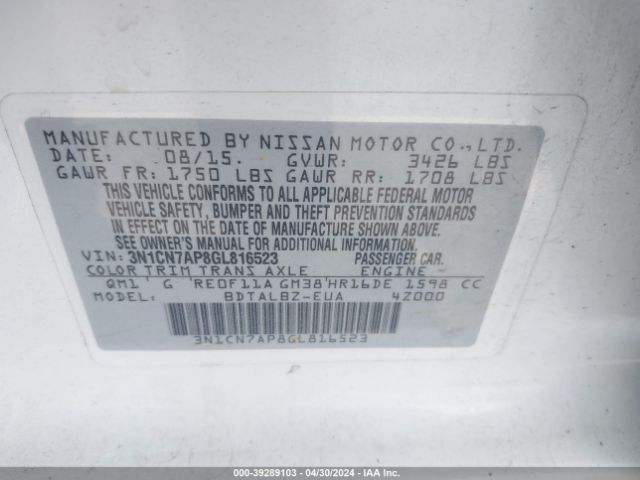 MANUFACTURED BY NISSAN MOTOR CO., LTD.
DATE: 08/15. GVWR: 3426 LBS
GAWR FR: 1750 LBS GAWR RR: 1708 LBS
THIS VEHICLE CONFORMS TO ALL APPLICABLE FEDERAL MOTOR
VEHICLE SAFETY, BUMPER AND THEFT PREVENTION STANDARDS
IN EFFECT ON THE DATE OF MANUFACTURE SHOWN ABOVE.
SEE OWNER'S MANUAL FOR ADDITIONAL INFORMATION.
VIN: 3N1CN7AP8GL816523 PASSENGER CAR.
COLOR TRIM TRANS AXLE ENGINE
QM1 G RE0F11A GM38 HR16DE 1598 CC
MODEL BDTALBZ-EUA 4Z000
3N1CN7AP8GL816523
000-39289103 - 04/30/2024 - IAA, Inc.